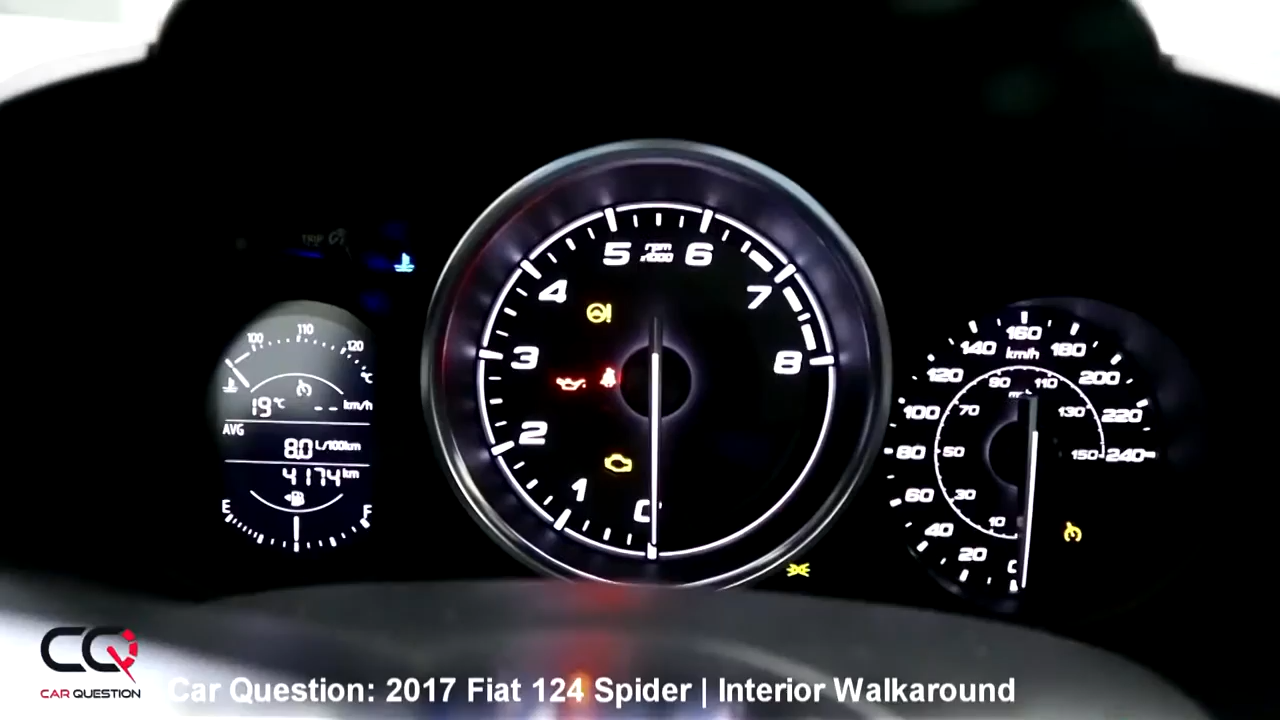 TRIP
100 110 120
°C
19°C -- km/h
AVG
8.0 L/100km
4174 km
E F
0 1 2 3 4 5 6 7 8
rpm
x1000
0 20 40 60 80 100 120 140 160 180 200 220 240
km/h
10 30 50 70 90 110 130 150
CQ
CAR QUESTION
Car Question: 2017 Fiat 124 Spider | Interior Walkaround